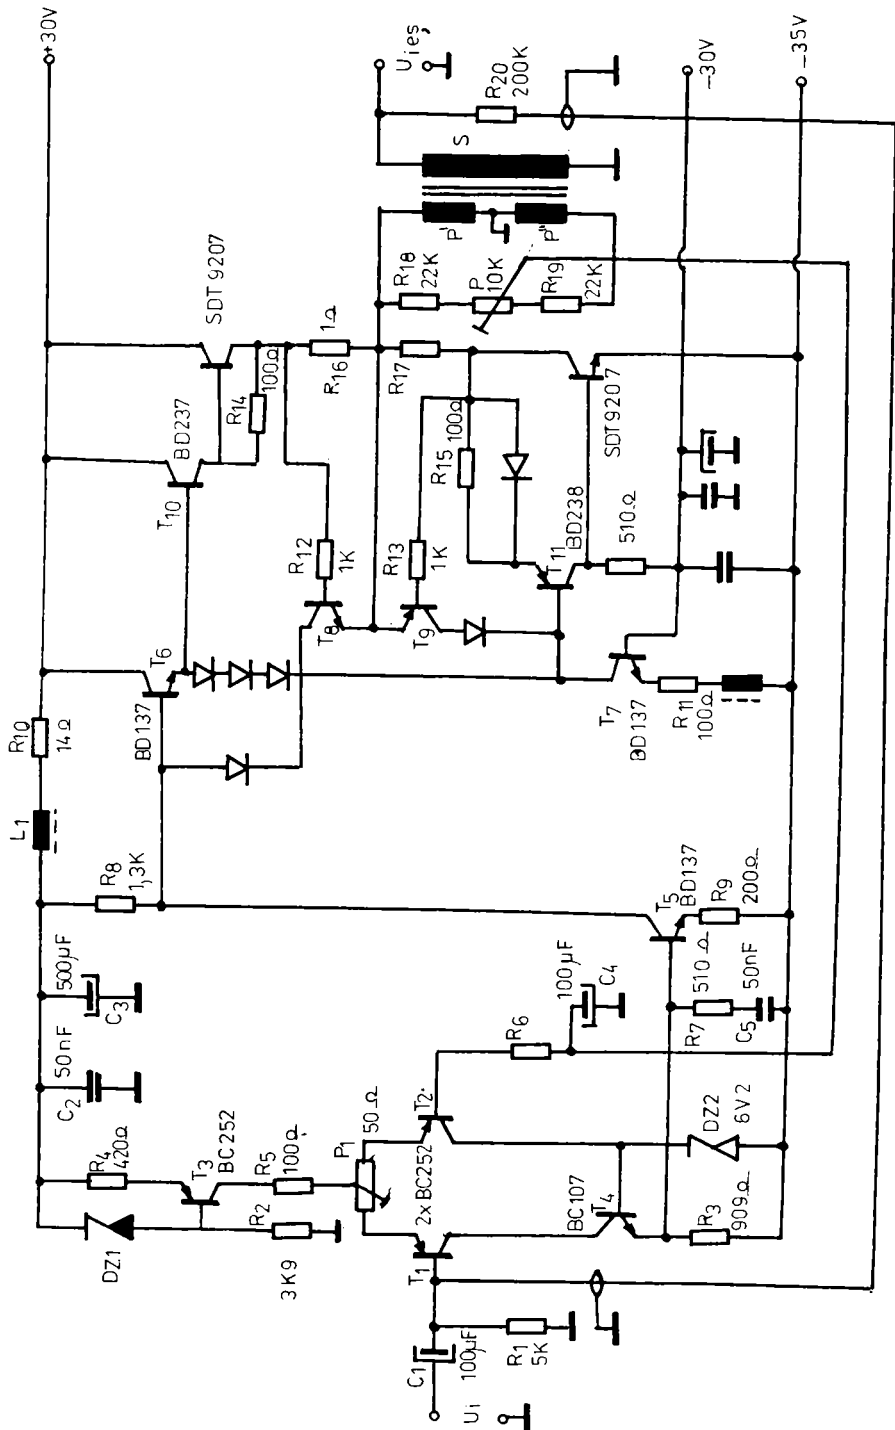 +30V
R10
14Ω
L1
R8
1,3K
500µF
C3
50nF
C2
R4
420Ω
T3
BC252
DZ1
R2
3K9
R5
100Ω
P1
50Ω
T1
2xBC252
T2
C1
100µF
R1
5K
Ui
BC107
T4
R3
909Ω
DZ2
6V2
R6
100µF
C4
R7
510Ω
C5
50nF
T5
BD137
R9
200Ω
T6
BD137
T10
BD237
SDT9207
R14
100Ω
R12
1K
T8
R13
1K
T9
R16
1Ω
R17
R15
100Ω
T11
BD238
510Ω
SDT9207
T7
BD137
R11
100Ω
R18
22K
P
10K
R19
22K
P'
P"
S
Uieș,
R20
200K
-30V
-35V